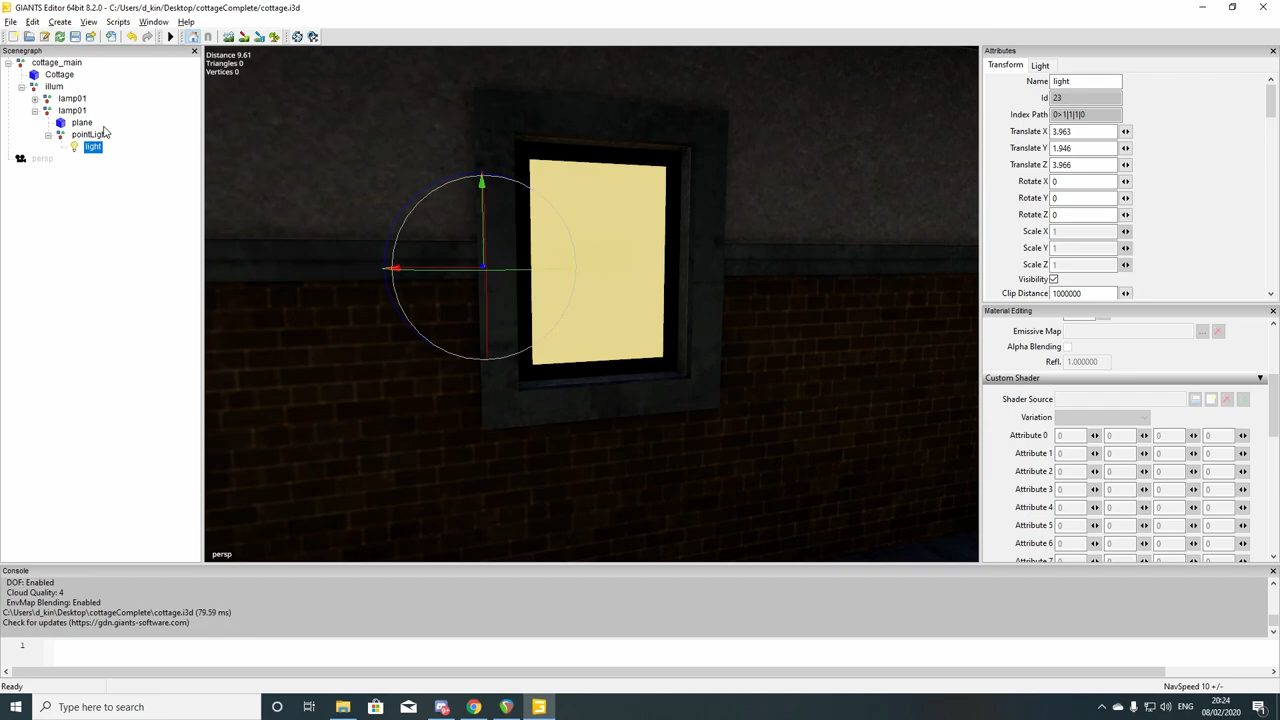 GIANTS Editor 64bit 8.2.0 - C:/Users/d_kin/Desktop/cottageComplete/cottage.i3d
File Edit Create View Scripts Window Help
Scenegraph
cottage_main
Cottage
illum
lamp01
lamp01
plane
pointLight
light
persp
Distance 9.61
Triangles 0
Vertices 0
persp
Attributes
Transform Light
Name light
Id 23
Index Path 0>1|1|1|0
Translate X 3.963
Translate Y 1.946
Translate Z 3.966
Rotate X 0
Rotate Y 0
Rotate Z 0
Scale X 1
Scale Y 1
Scale Z 1
Visibility
Clip Distance 1000000
Material Editing
Emissive Map ...
Alpha Blending
Refl. 1.000000
Custom Shader
Shader Source
Variation
Attribute 0 0 0 0 0
Attribute 1 0 0 0 0
Attribute 2 0 0 0 0
Attribute 3 0 0 0 0
Attribute 4 0 0 0 0
Attribute 5 0 0 0 0
Attribute 6 0 0 0 0
Console
DOF: Enabled
Cloud Quality: 4
EnvMap Blending: Enabled
C:\Users\d_kin\Desktop\cottageComplete\cottage.i3d (79.59 ms)
Check for updates (https://gdn.giants-software.com)
1
Ready
NavSpeed 10 +/-
Type here to search
ENG
20:24
08/02/2020